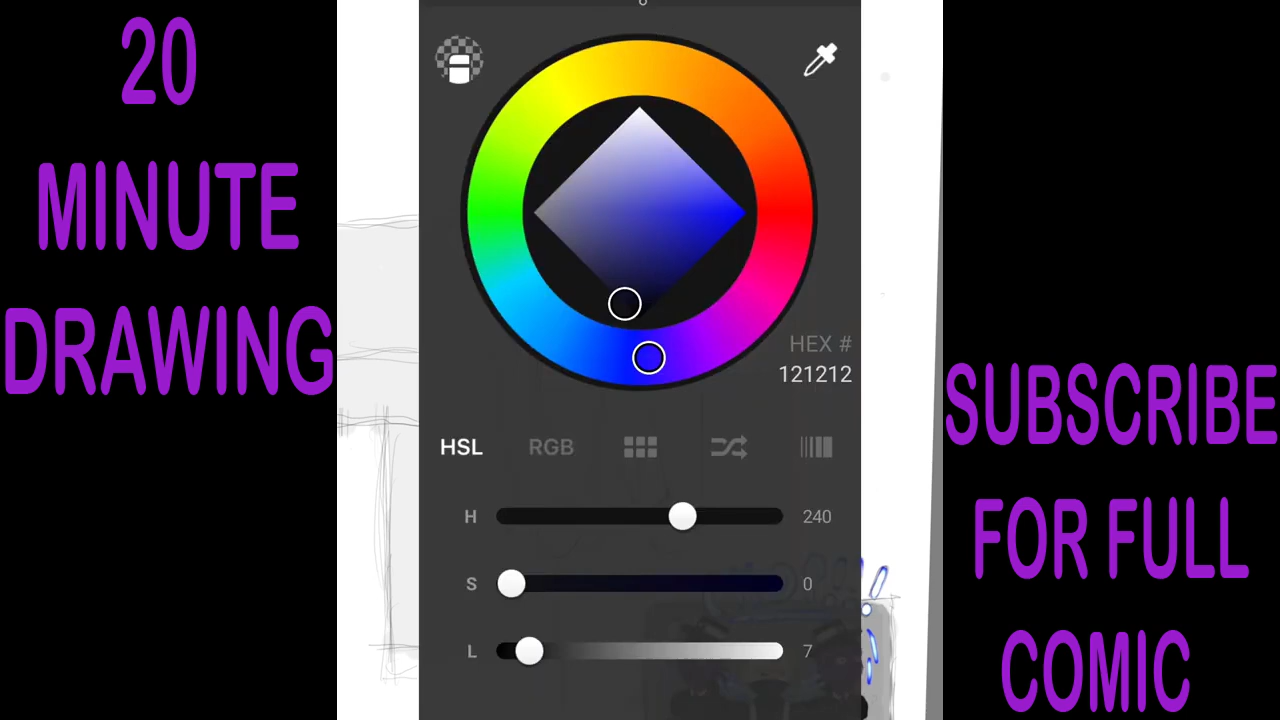 20
MINUTE
DRAWING
HEX #
121212
HSL RGB
H 240
S 0
L 7
SUBSCRIBE
FOR FULL
COMIC